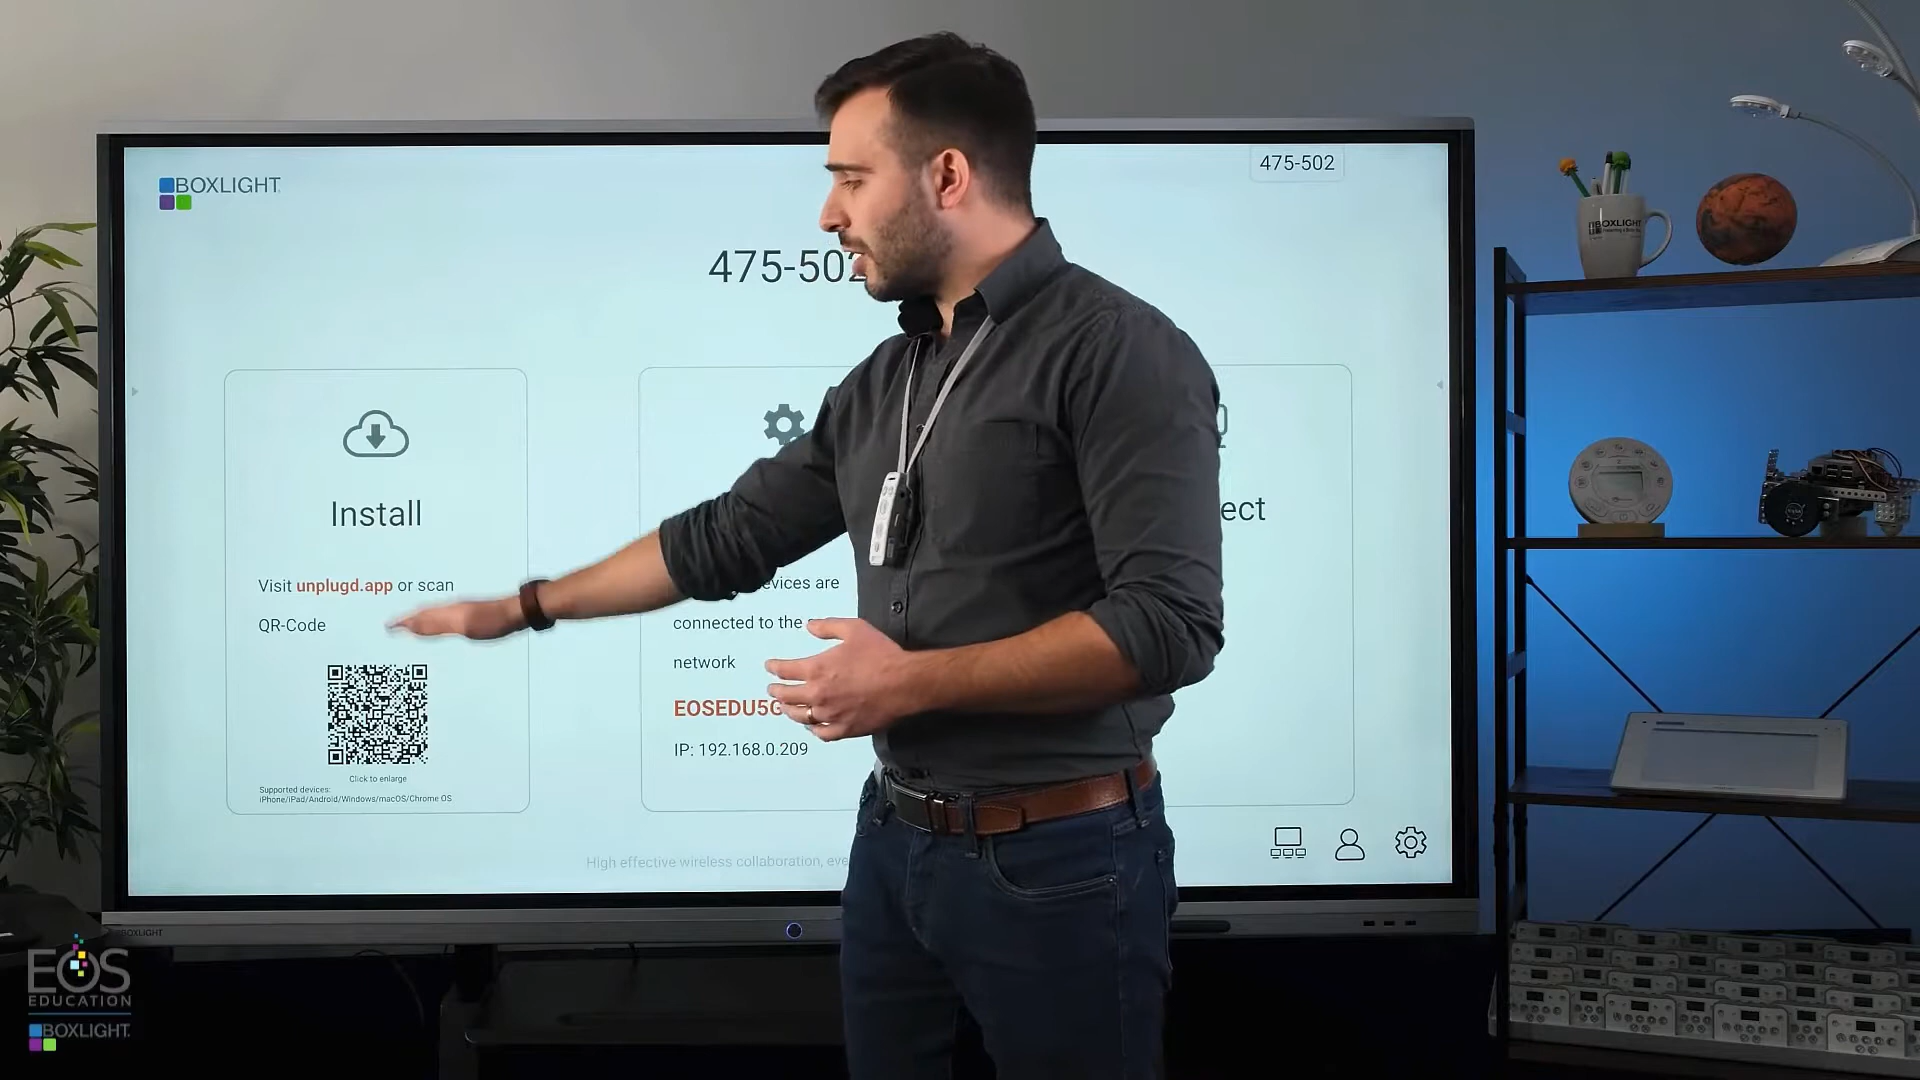 BOXLIGHT
475-502
475-502
Install
Visit unplugd.app or scan
QR-Code
Click to enlarge
Supported devices:
iPhone/iPad/Android/Windows/macOS/Chrome OS
devices are
connected to the
network
EOSEDU5G
IP: 192.168.0.209
ect
High effective wireless collaboration, eve
BOXLIGHT
BOXLIGHT
EOS
EDUCATION
BOXLIGHT